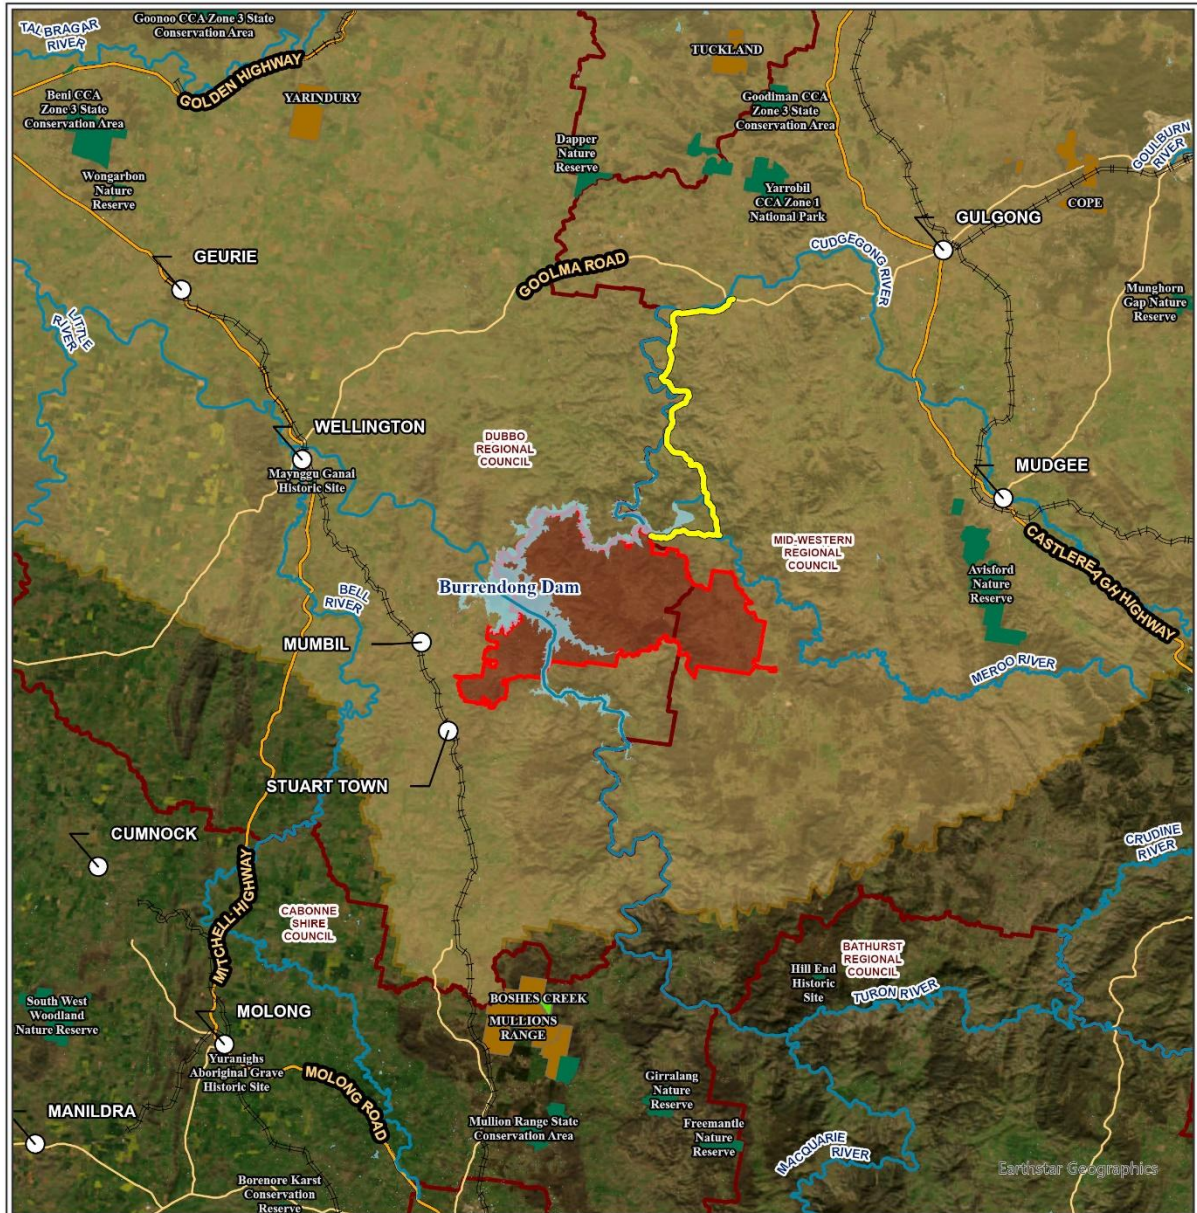 Goonoo CCA Zone 3 State
Conservation Area
TALBRAGAR
RIVER
GOLDEN HIGHWAY
TUCKLAND
Beni CCA
Zone 3 State
Conservation Area
YARINDURY
Goodiman CCA
Zone 3 State
Conservation Area
GOULBURN
RIVER
Dapper
Nature
Reserve
Wongarbon
Nature
Reserve
Yarrobil
CCA Zone 1
National Park
COPE
GULGONG
CUDGEGONG
RIVER
GEURIE
GOOLMA ROAD
Munghorn
Gap Nature
Reserve
LITTLE
RIVER
WELLINGTON
DUBBO
REGIONAL
COUNCIL
Maynggu Ganai
Historic Site
MUDGEE
MID-WESTERN
REGIONAL
COUNCIL
CASTLEREAGH HIGHWAY
Avisford
Nature
Reserve
BELL
RIVER
Burrendong Dam
MUMBIL
MEROO RIVER
STUART TOWN
CUMNOCK
CRUDINE
RIVER
MITCHELL HIGHWAY
CABONNE
SHIRE
COUNCIL
BATHURST
REGIONAL
COUNCIL
Hill End
Historic
Site
TURON RIVER
BOSHES CREEK
South West
Woodland
Nature Reserve
MOLONG
MULLIONS
RANGE
Yuranighs
Aboriginal Grave
Historic Site
MOLONG ROAD
Girralang
Nature
Reserve
MANILDRA
Mullion Range State
Conservation Area
Freemantle
Nature
Reserve
MACQUARIE
RIVER
Earthstar Geographics
Borenore Karst
Conservation
Reserve